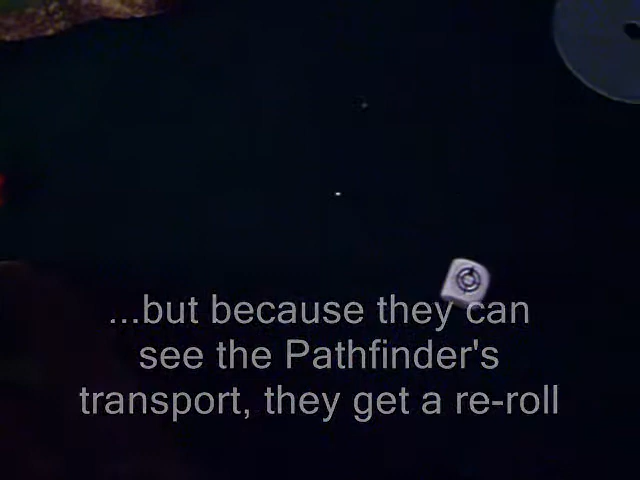 ...but because they can
see the Pathfinder's
transport, they get a re-roll